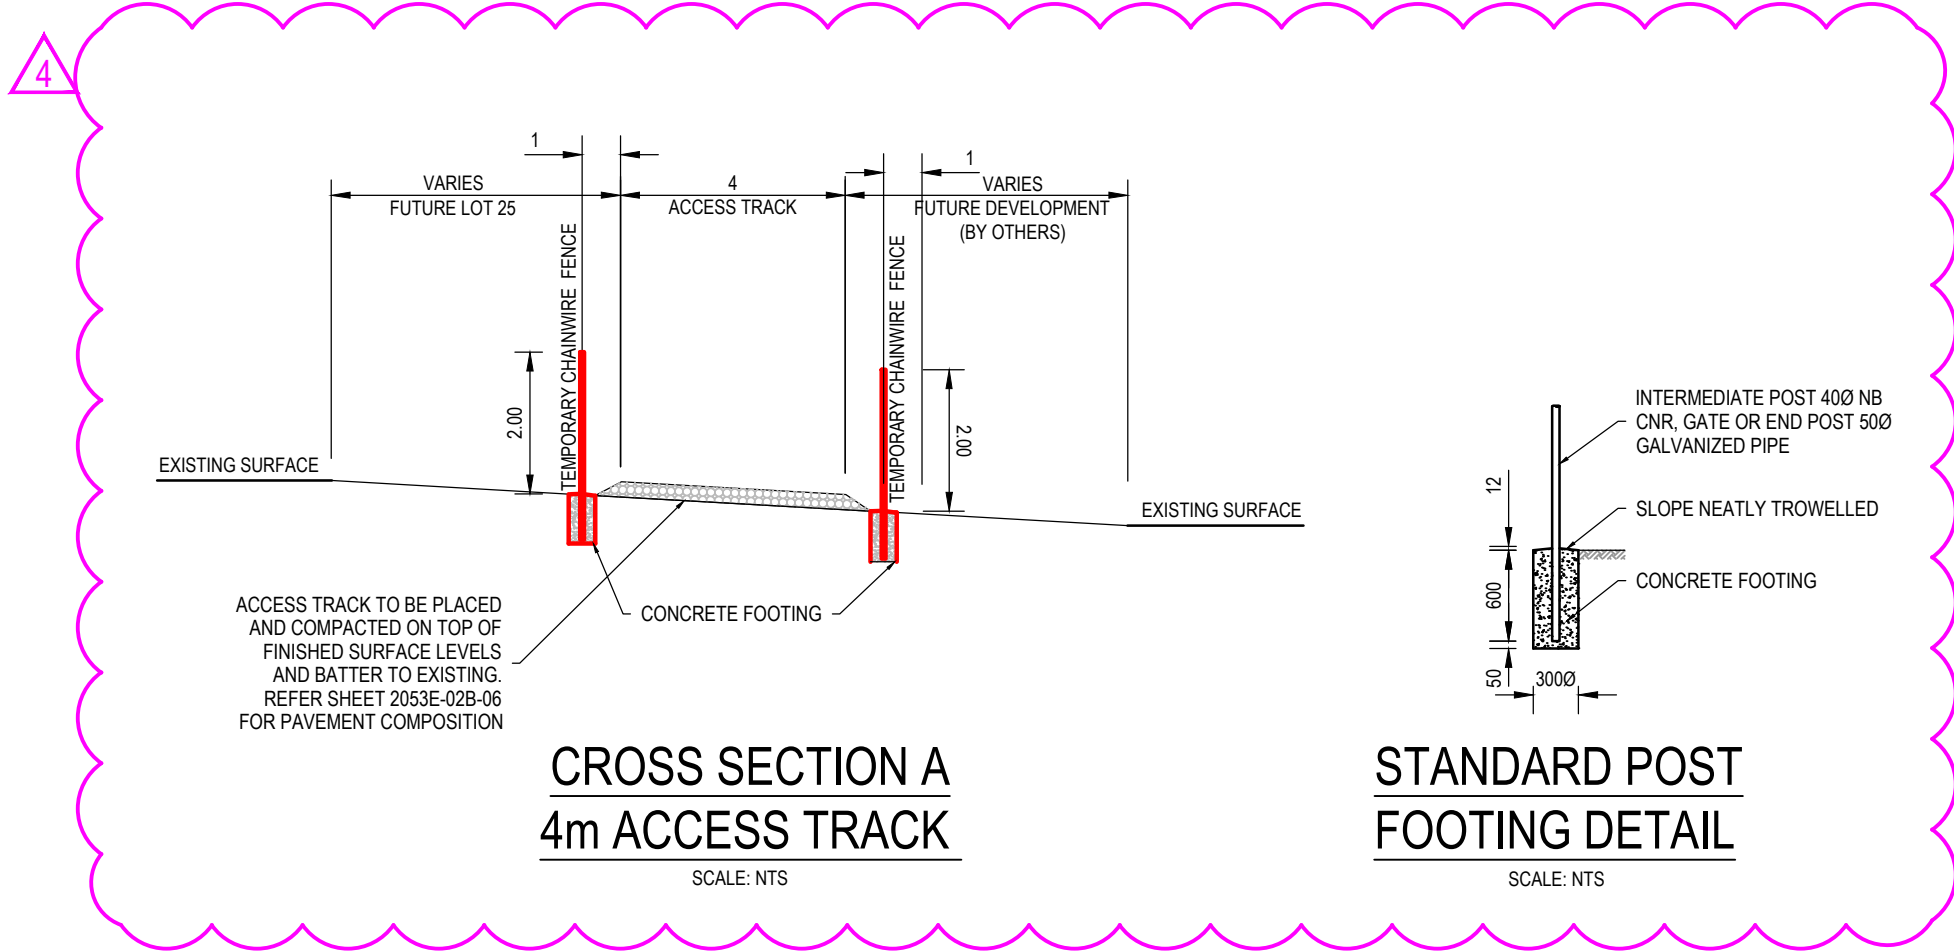 4
1
1
VARIES
FUTURE LOT 25
4
ACCESS TRACK
VARIES
FUTURE DEVELOPMENT
(BY OTHERS)
TEMPORARY CHAINWIRE FENCE
TEMPORARY CHAINWIRE FENCE
2.00
2.00
EXISTING SURFACE
EXISTING SURFACE
CONCRETE FOOTING
ACCESS TRACK TO BE PLACED
AND COMPACTED ON TOP OF
FINISHED SURFACE LEVELS
AND BATTER TO EXISTING.
REFER SHEET 2053E-02B-06
FOR PAVEMENT COMPOSITION
CROSS SECTION A
4m ACCESS TRACK
SCALE: NTS
INTERMEDIATE POST 40Ø NB
CNR, GATE OR END POST 50Ø
GALVANIZED PIPE
12
SLOPE NEATLY TROWELLED
600
CONCRETE FOOTING
50
300Ø
STANDARD POST
FOOTING DETAIL
SCALE: NTS